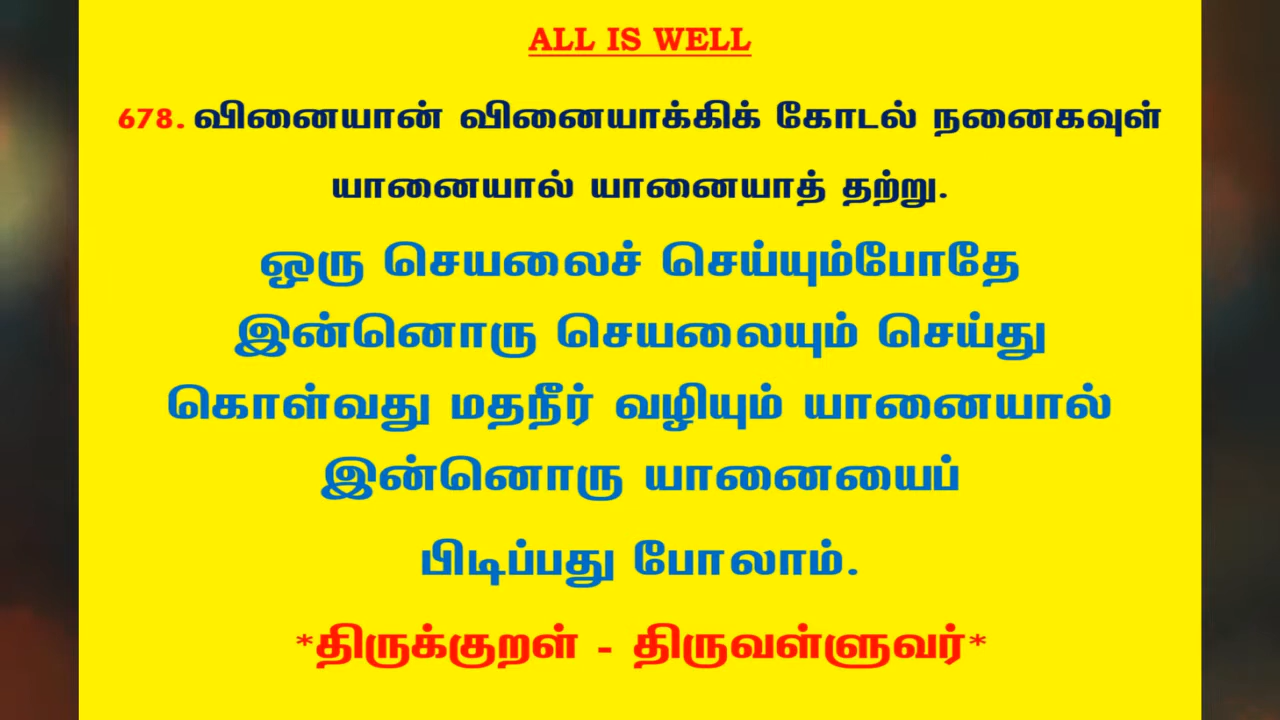 ALL IS WELL
678. வினையான் வினையாக்கிக் கோடல் நனைகவுள்
யானையால் யானையாத் தற்று.
ஒரு செயலைச் செய்யும்போதே
இன்னொரு செயலையும் செய்து
கொள்வது மதநீர் வழியும் யானையால்
இன்னொரு யானையைப்
பிடிப்பது போலாம்.
*திருக்குறள் - திருவள்ளுவர்*